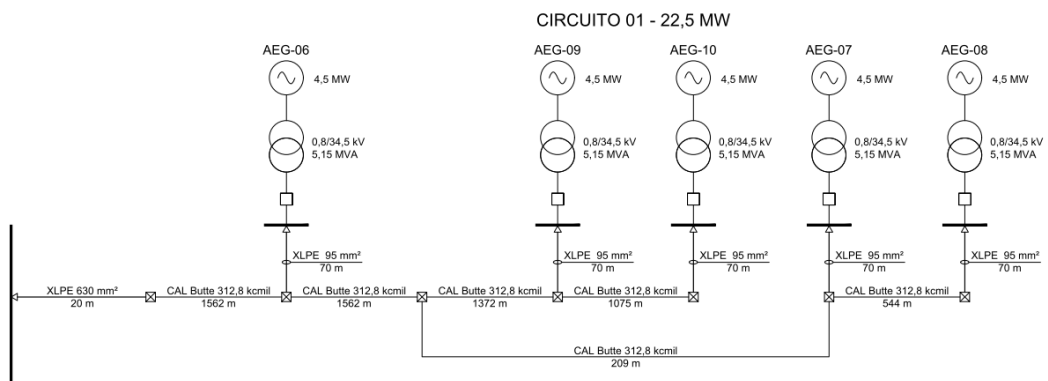 CIRCUITO 01 - 22,5 MW
AEG-06
AEG-09
AEG-10
AEG-07
AEG-08
4,5 MW
4,5 MW
4,5 MW
4,5 MW
4,5 MW
0,8/34,5 kV
5,15 MVA
0,8/34,5 kV
5,15 MVA
0,8/34,5 kV
5,15 MVA
0,8/34,5 kV
5,15 MVA
0,8/34,5 kV
5,15 MVA
XLPE 95 mm²
70 m
XLPE 95 mm²
70 m
XLPE 95 mm²
70 m
XLPE 95 mm²
70 m
XLPE 95 mm²
70 m
XLPE 630 mm²
20 m
CAL Butte 312,8 kcmil
1562 m
CAL Butte 312,8 kcmil
1562 m
CAL Butte 312,8 kcmil
1372 m
CAL Butte 312,8 kcmil
1075 m
CAL Butte 312,8 kcmil
544 m
CAL Butte 312,8 kcmil
209 m